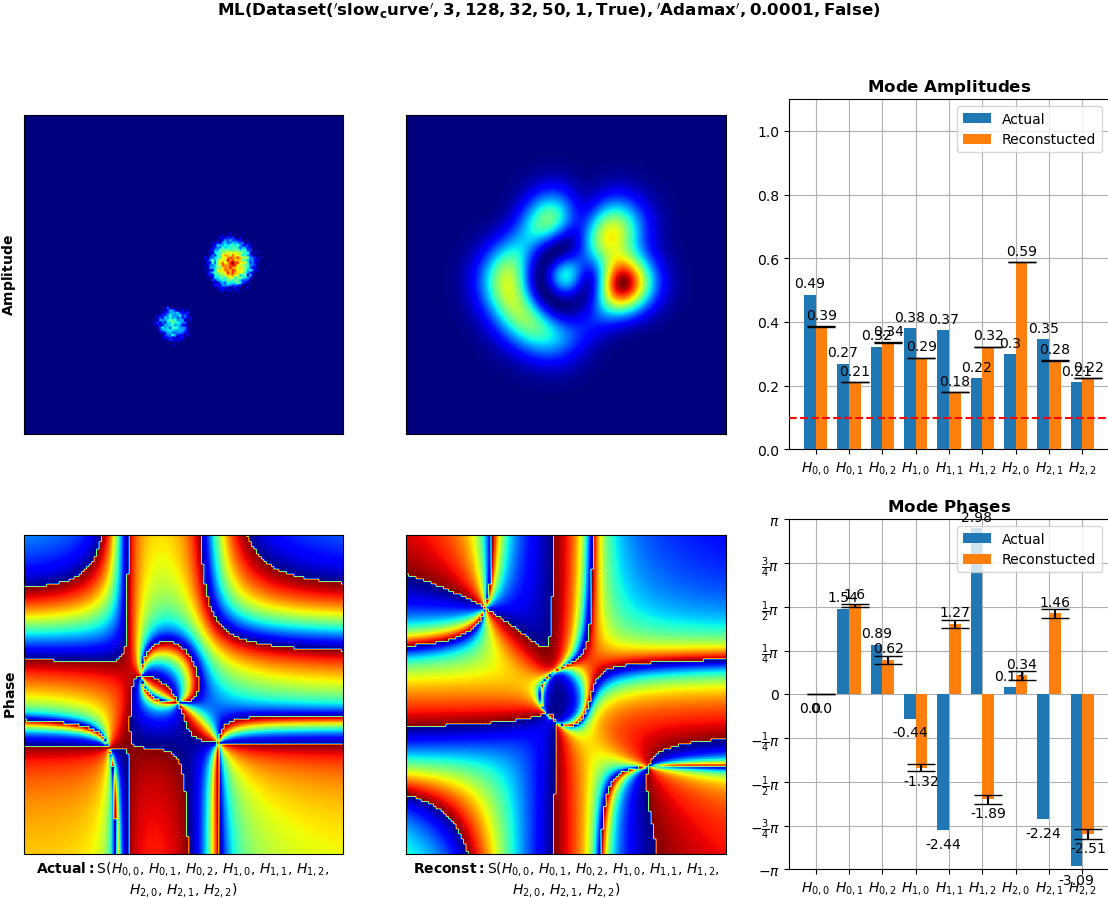 ML(Dataset('slow_curve', 3, 128, 32, 50, 1, True), 'Adamax', 0.0001, False)
Amplitude
Mode Amplitudes
Actual
Reconstucted
1.0
0.8
0.6
0.4
0.2
0.0
0.49
0.39
0.27
0.21
0.32
0.34
0.38
0.29
0.37
0.18
0.22
0.32
0.3
0.59
0.35
0.28
0.21
0.22
H0,0 H0,1 H0,2 H1,0 H1,1 H1,2 H2,0 H2,1 H2,2
Phase
Mode Phases
Actual
Reconstucted
π
3/4π
1/2π
1/4π
0
−1/4π
−1/2π
−3/4π
−π
0.0
0.0
1.54
1.6
0.89
0.62
-0.44
-1.32
-2.44
1.27
2.98
-1.89
0.34
-2.24
1.46
-3.09
-2.51
H0,0 H0,1 H0,2 H1,0 H1,1 H1,2 H2,0 H2,1 H2,2
Actual: S(H0,0, H0,1, H0,2, H1,0, H1,1, H1,2,
H2,0, H2,1, H2,2)
Reconst: S(H0,0, H0,1, H0,2, H1,0, H1,1, H1,2,
H2,0, H2,1, H2,2)